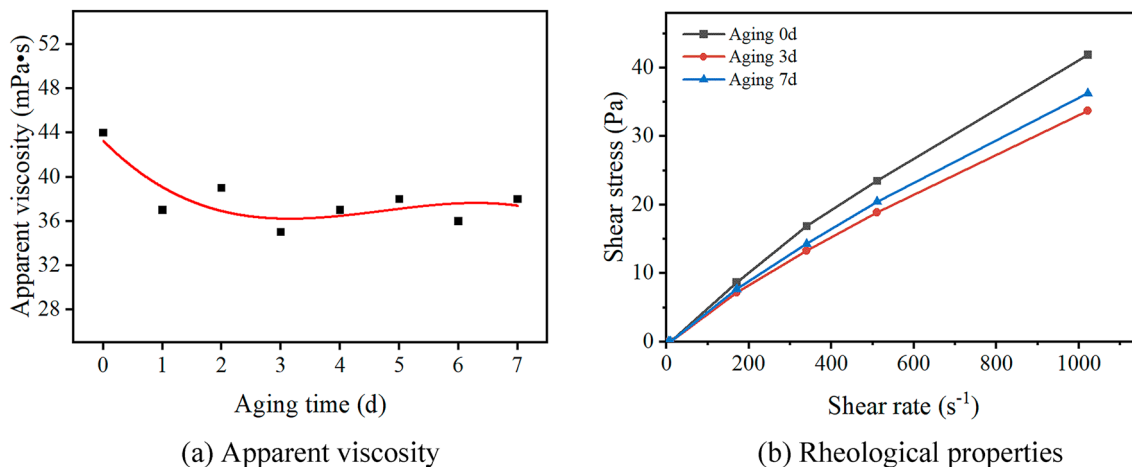 Apparent viscosity (mPa•s)
52
48
44
40
36
32
28
0 1 2 3 4 5 6 7
Aging time (d)
(a) Apparent viscosity
Aging 0d
Aging 3d
Aging 7d
Shear stress (Pa)
40
30
20
10
0
0 200 400 600 800 1000
Shear rate (s⁻¹)
(b) Rheological properties